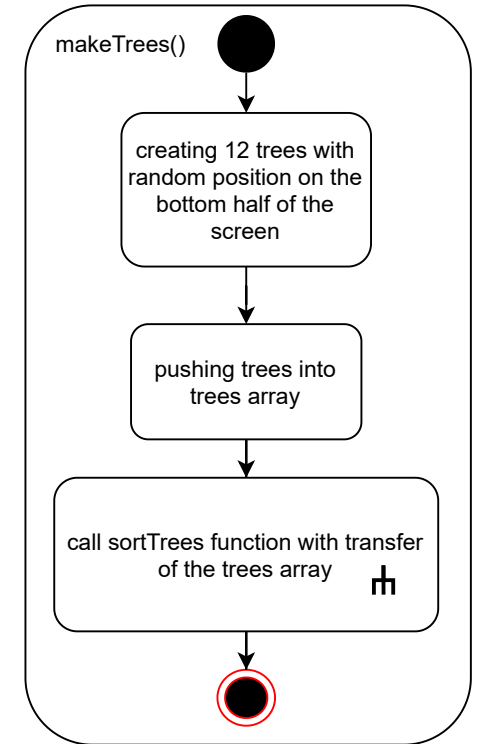 makeTrees()
creating 12 trees with
random position on the
bottom half of the
screen
pushing trees into
trees array
call sortTrees function with transfer
of the trees array